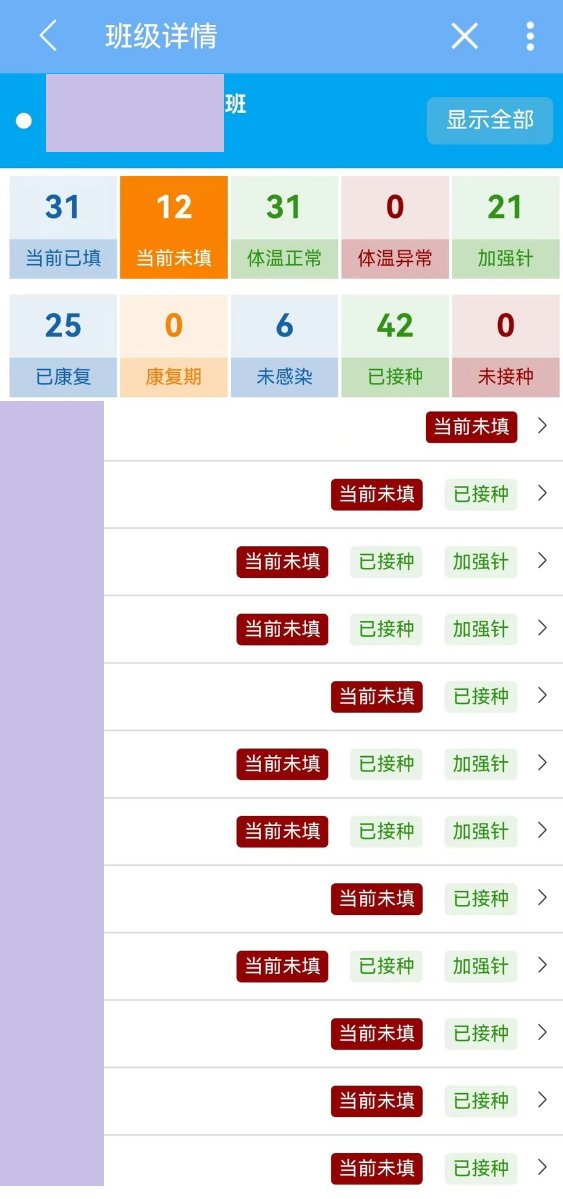 班级详情
班
显示全部
31 12 31 0 21
当前已填 当前未填 体温正常 体温异常 加强针
25 0 6 42 0
已康复 康复期 未感染 已接种 未接种
当前未填
当前未填 已接种
当前未填 已接种 加强针
当前未填 已接种 加强针
当前未填 已接种
当前未填 已接种 加强针
当前未填 已接种 加强针
当前未填 已接种
当前未填 已接种 加强针
当前未填 已接种
当前未填 已接种
当前未填 已接种